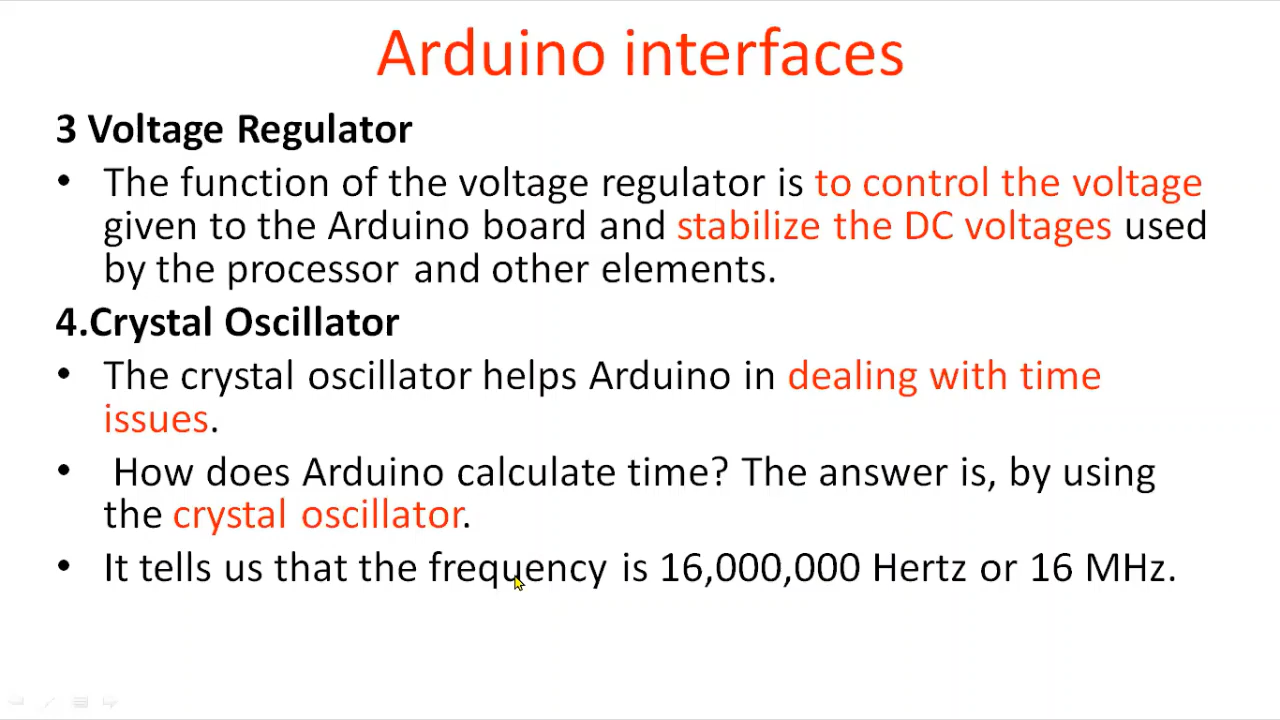 Arduino interfaces
3 Voltage Regulator
• The function of the voltage regulator is to control the voltage
given to the Arduino board and stabilize the DC voltages used
by the processor and other elements.
4.Crystal Oscillator
• The crystal oscillator helps Arduino in dealing with time
issues.
• How does Arduino calculate time? The answer is, by using
the crystal oscillator.
• It tells us that the frequency is 16,000,000 Hertz or 16 MHz.